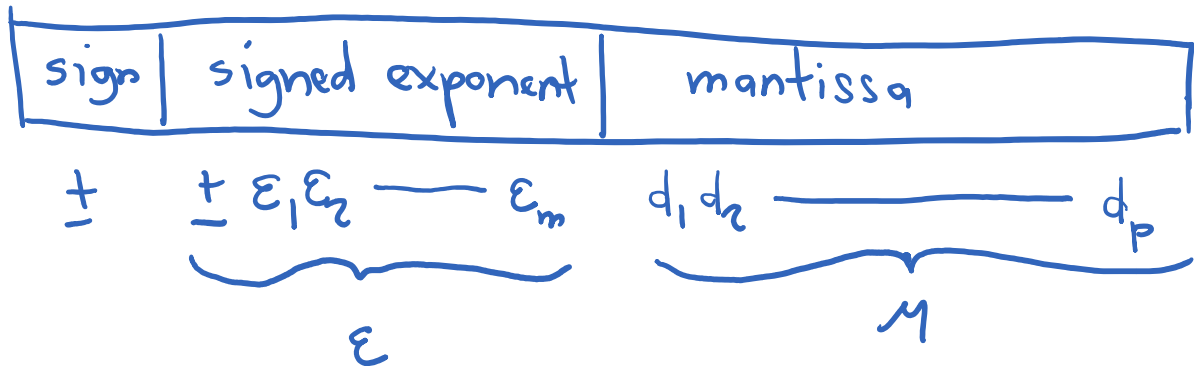 sign signed exponent mantissa
± ± ε₁ε₂ — εₘ d₁d₂ — dₚ
ε M